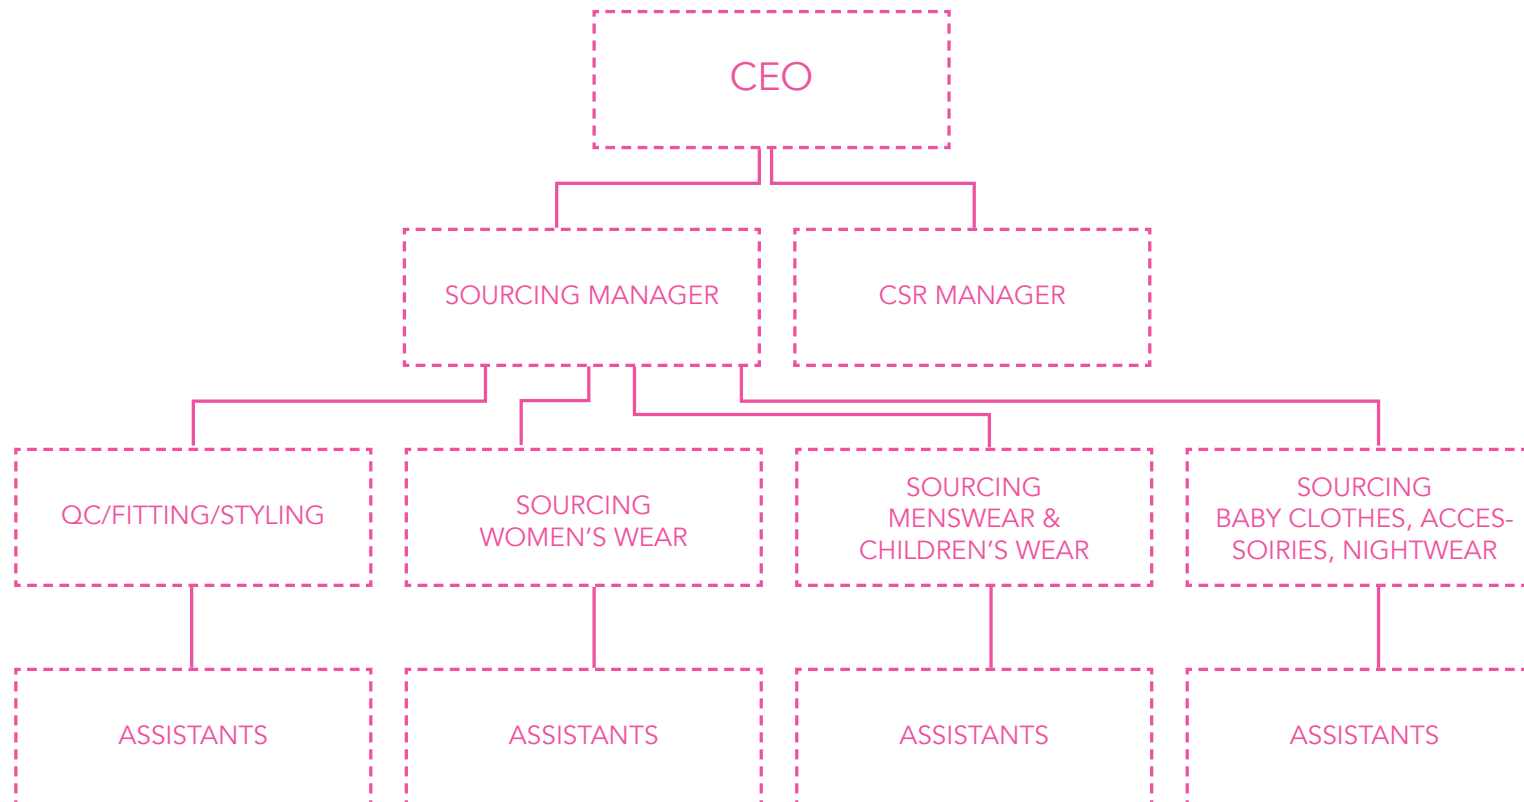 CEO
SOURCING MANAGER
CSR MANAGER
QC/FITTING/STYLING
SOURCING
WOMEN’S WEAR
SOURCING
MENSWEAR &
CHILDREN’S WEAR
SOURCING
BABY CLOTHES, ACCES-
SOIRIES, NIGHTWEAR
ASSISTANTS
ASSISTANTS
ASSISTANTS
ASSISTANTS